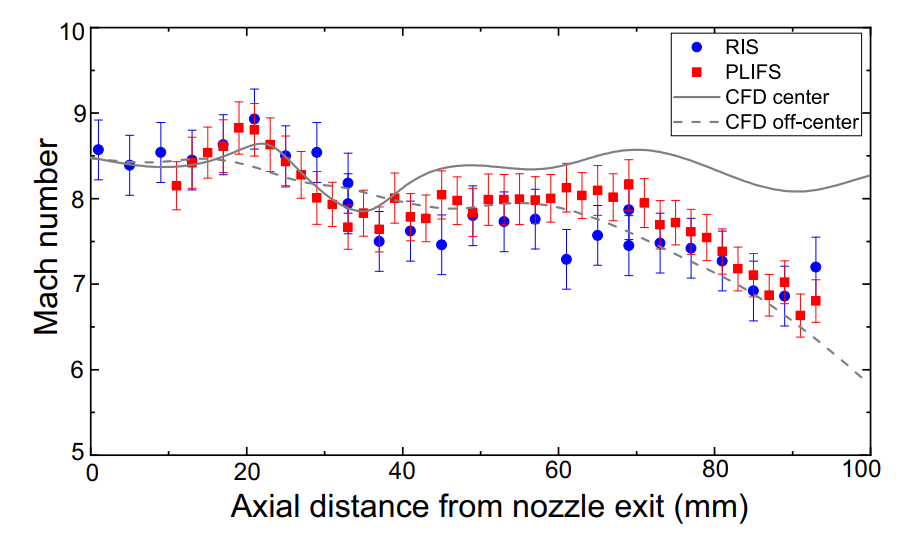 10
9
8
7
6
5
Mach number
RIS
PLIFS
CFD center
CFD off-center
0 20 40 60 80 100
Axial distance from nozzle exit (mm)